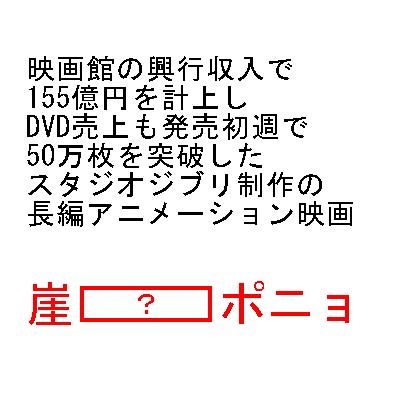 映画館の興行収入で
155億円を計上し
DVD売上も発売初週で
50万枚を突破した
スタジオジブリ制作の
長編アニメーション映画
崖 ? ポニョ